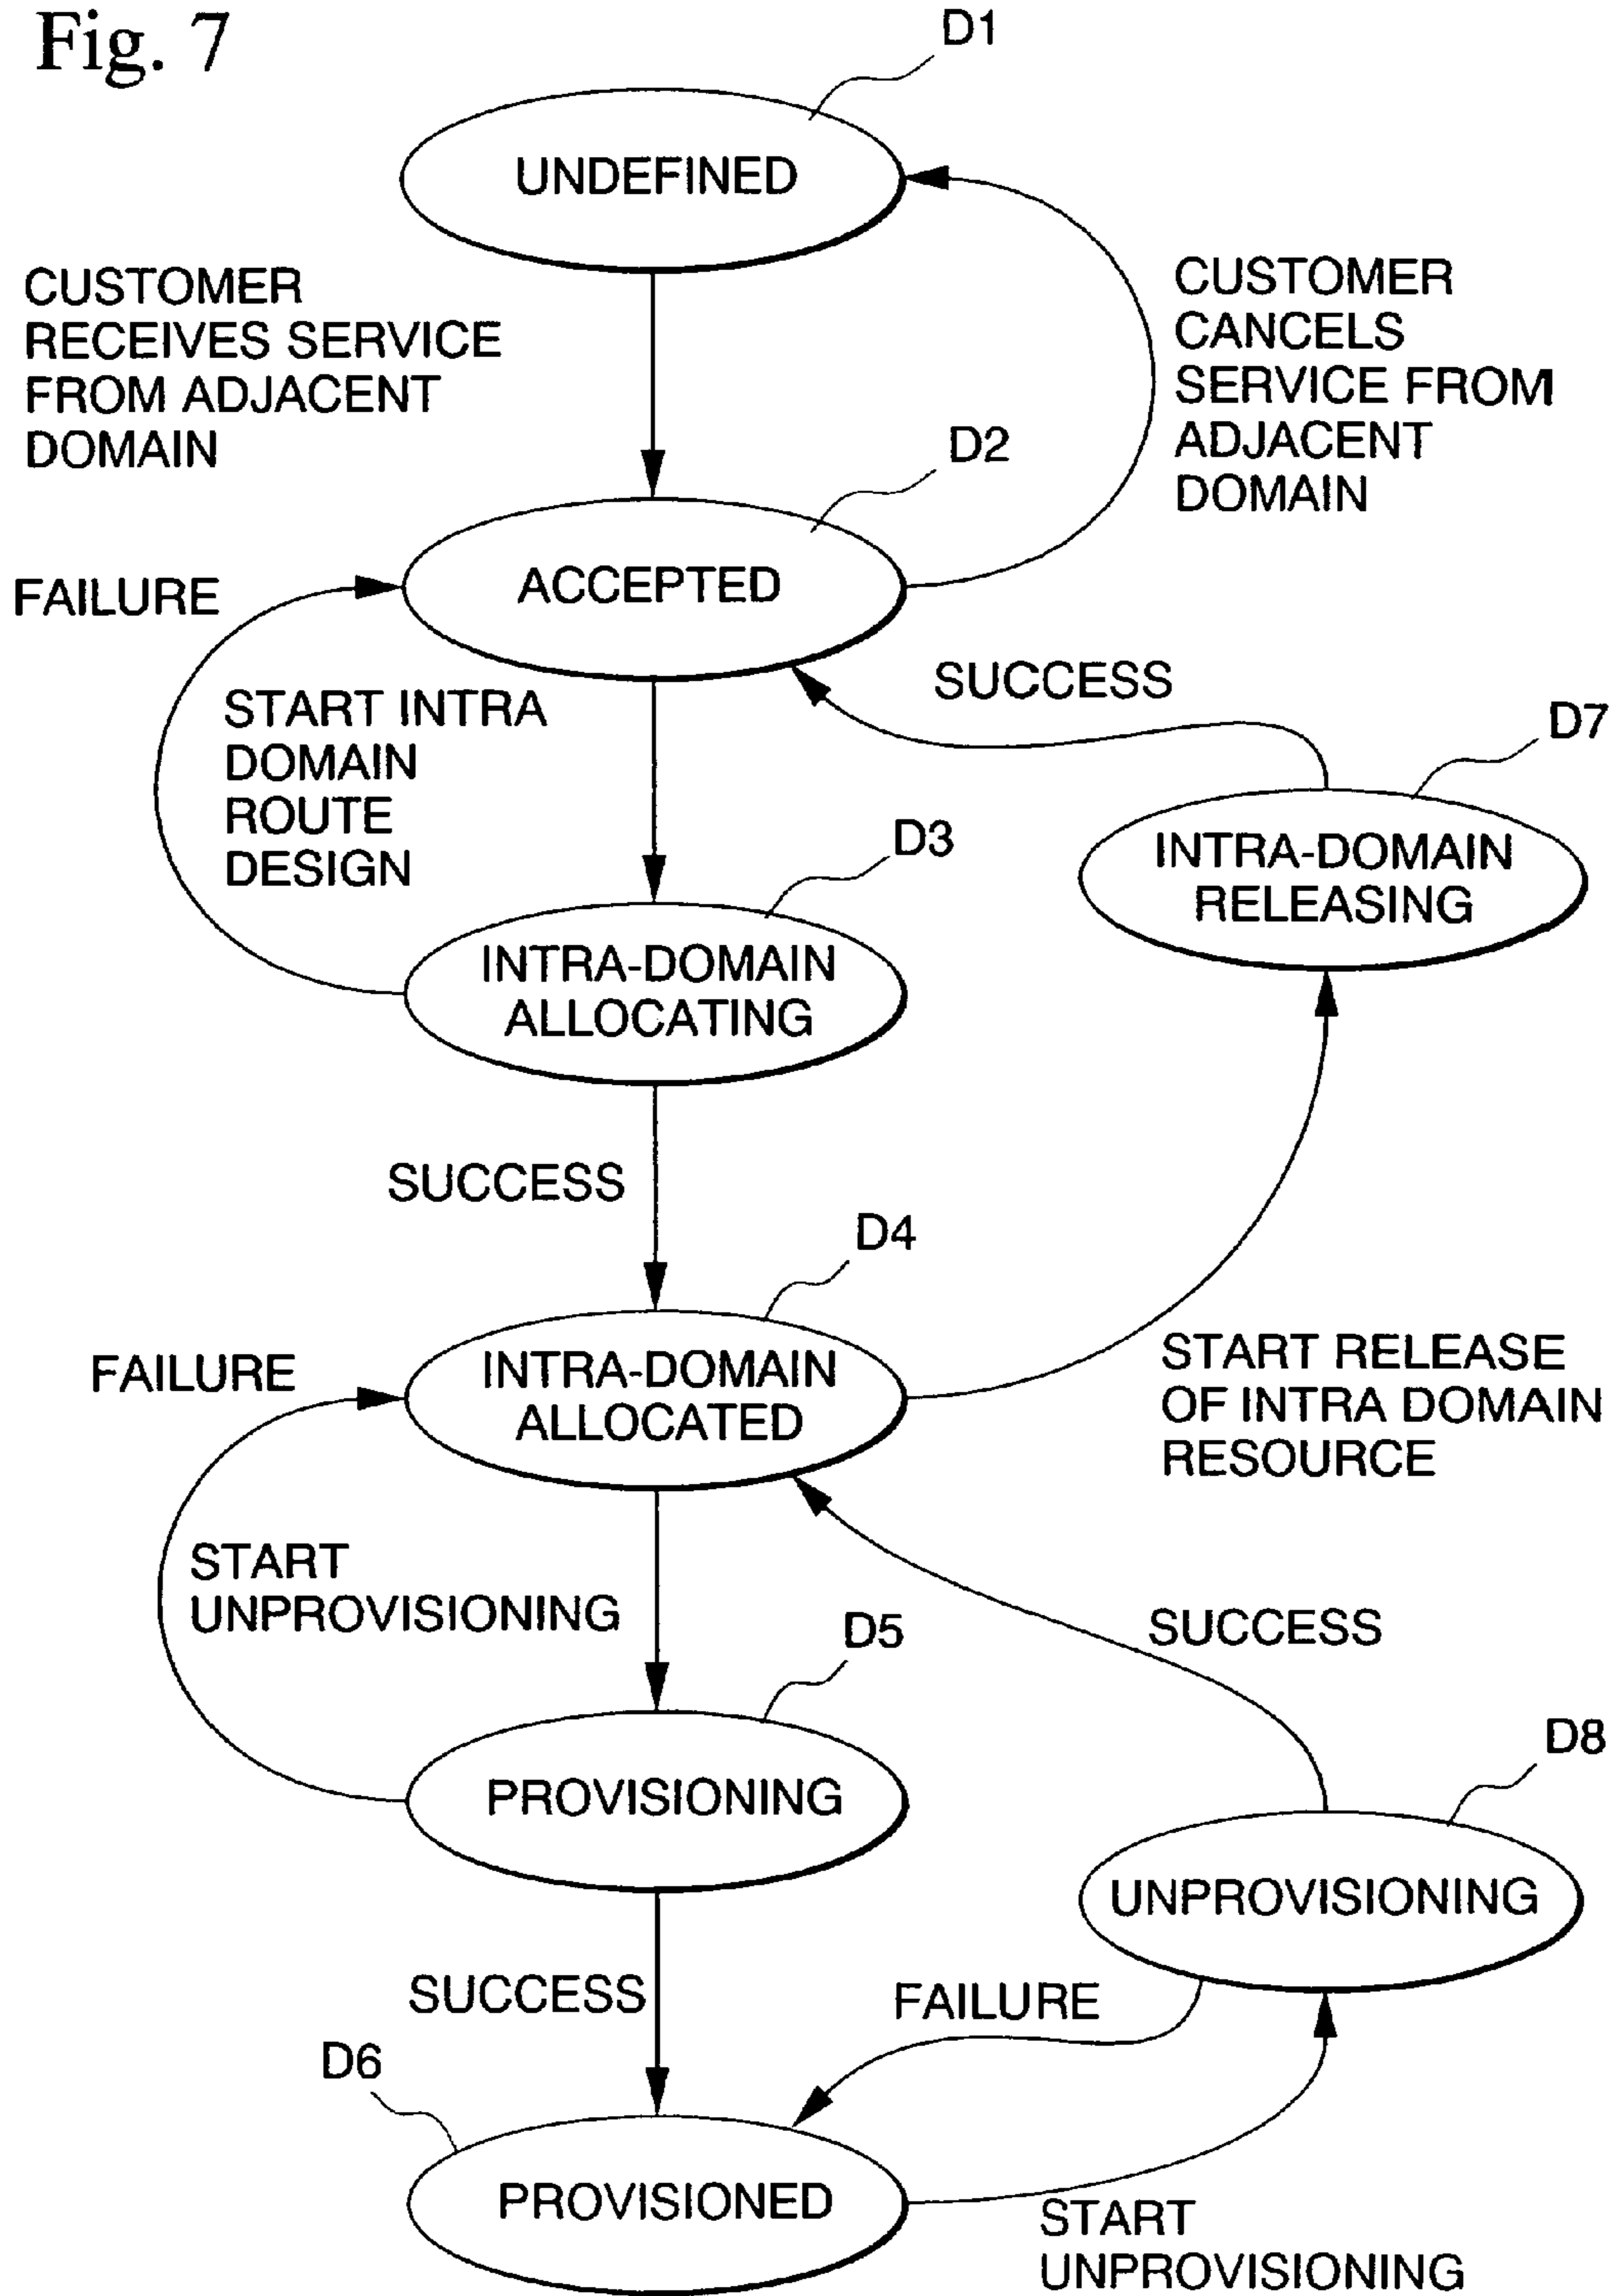 Fig. 7
D1
UNDEFINED
CUSTOMER
RECEIVES SERVICE
FROM ADJACENT
DOMAIN
CUSTOMER
CANCELS
SERVICE FROM
ADJACENT
DOMAIN
D2
ACCEPTED
FAILURE
SUCCESS
START INTRA
DOMAIN
ROUTE
DESIGN
D7
INTRA-DOMAIN
RELEASING
D3
INTRA-DOMAIN
ALLOCATING
SUCCESS
D4
INTRA-DOMAIN
ALLOCATED
FAILURE
START RELEASE
OF INTRA DOMAIN
RESOURCE
START
UNPROVISIONING
SUCCESS
D5
PROVISIONING
D8
UNPROVISIONING
SUCCESS
FAILURE
D6
PROVISIONED
START
UNPROVISIONING